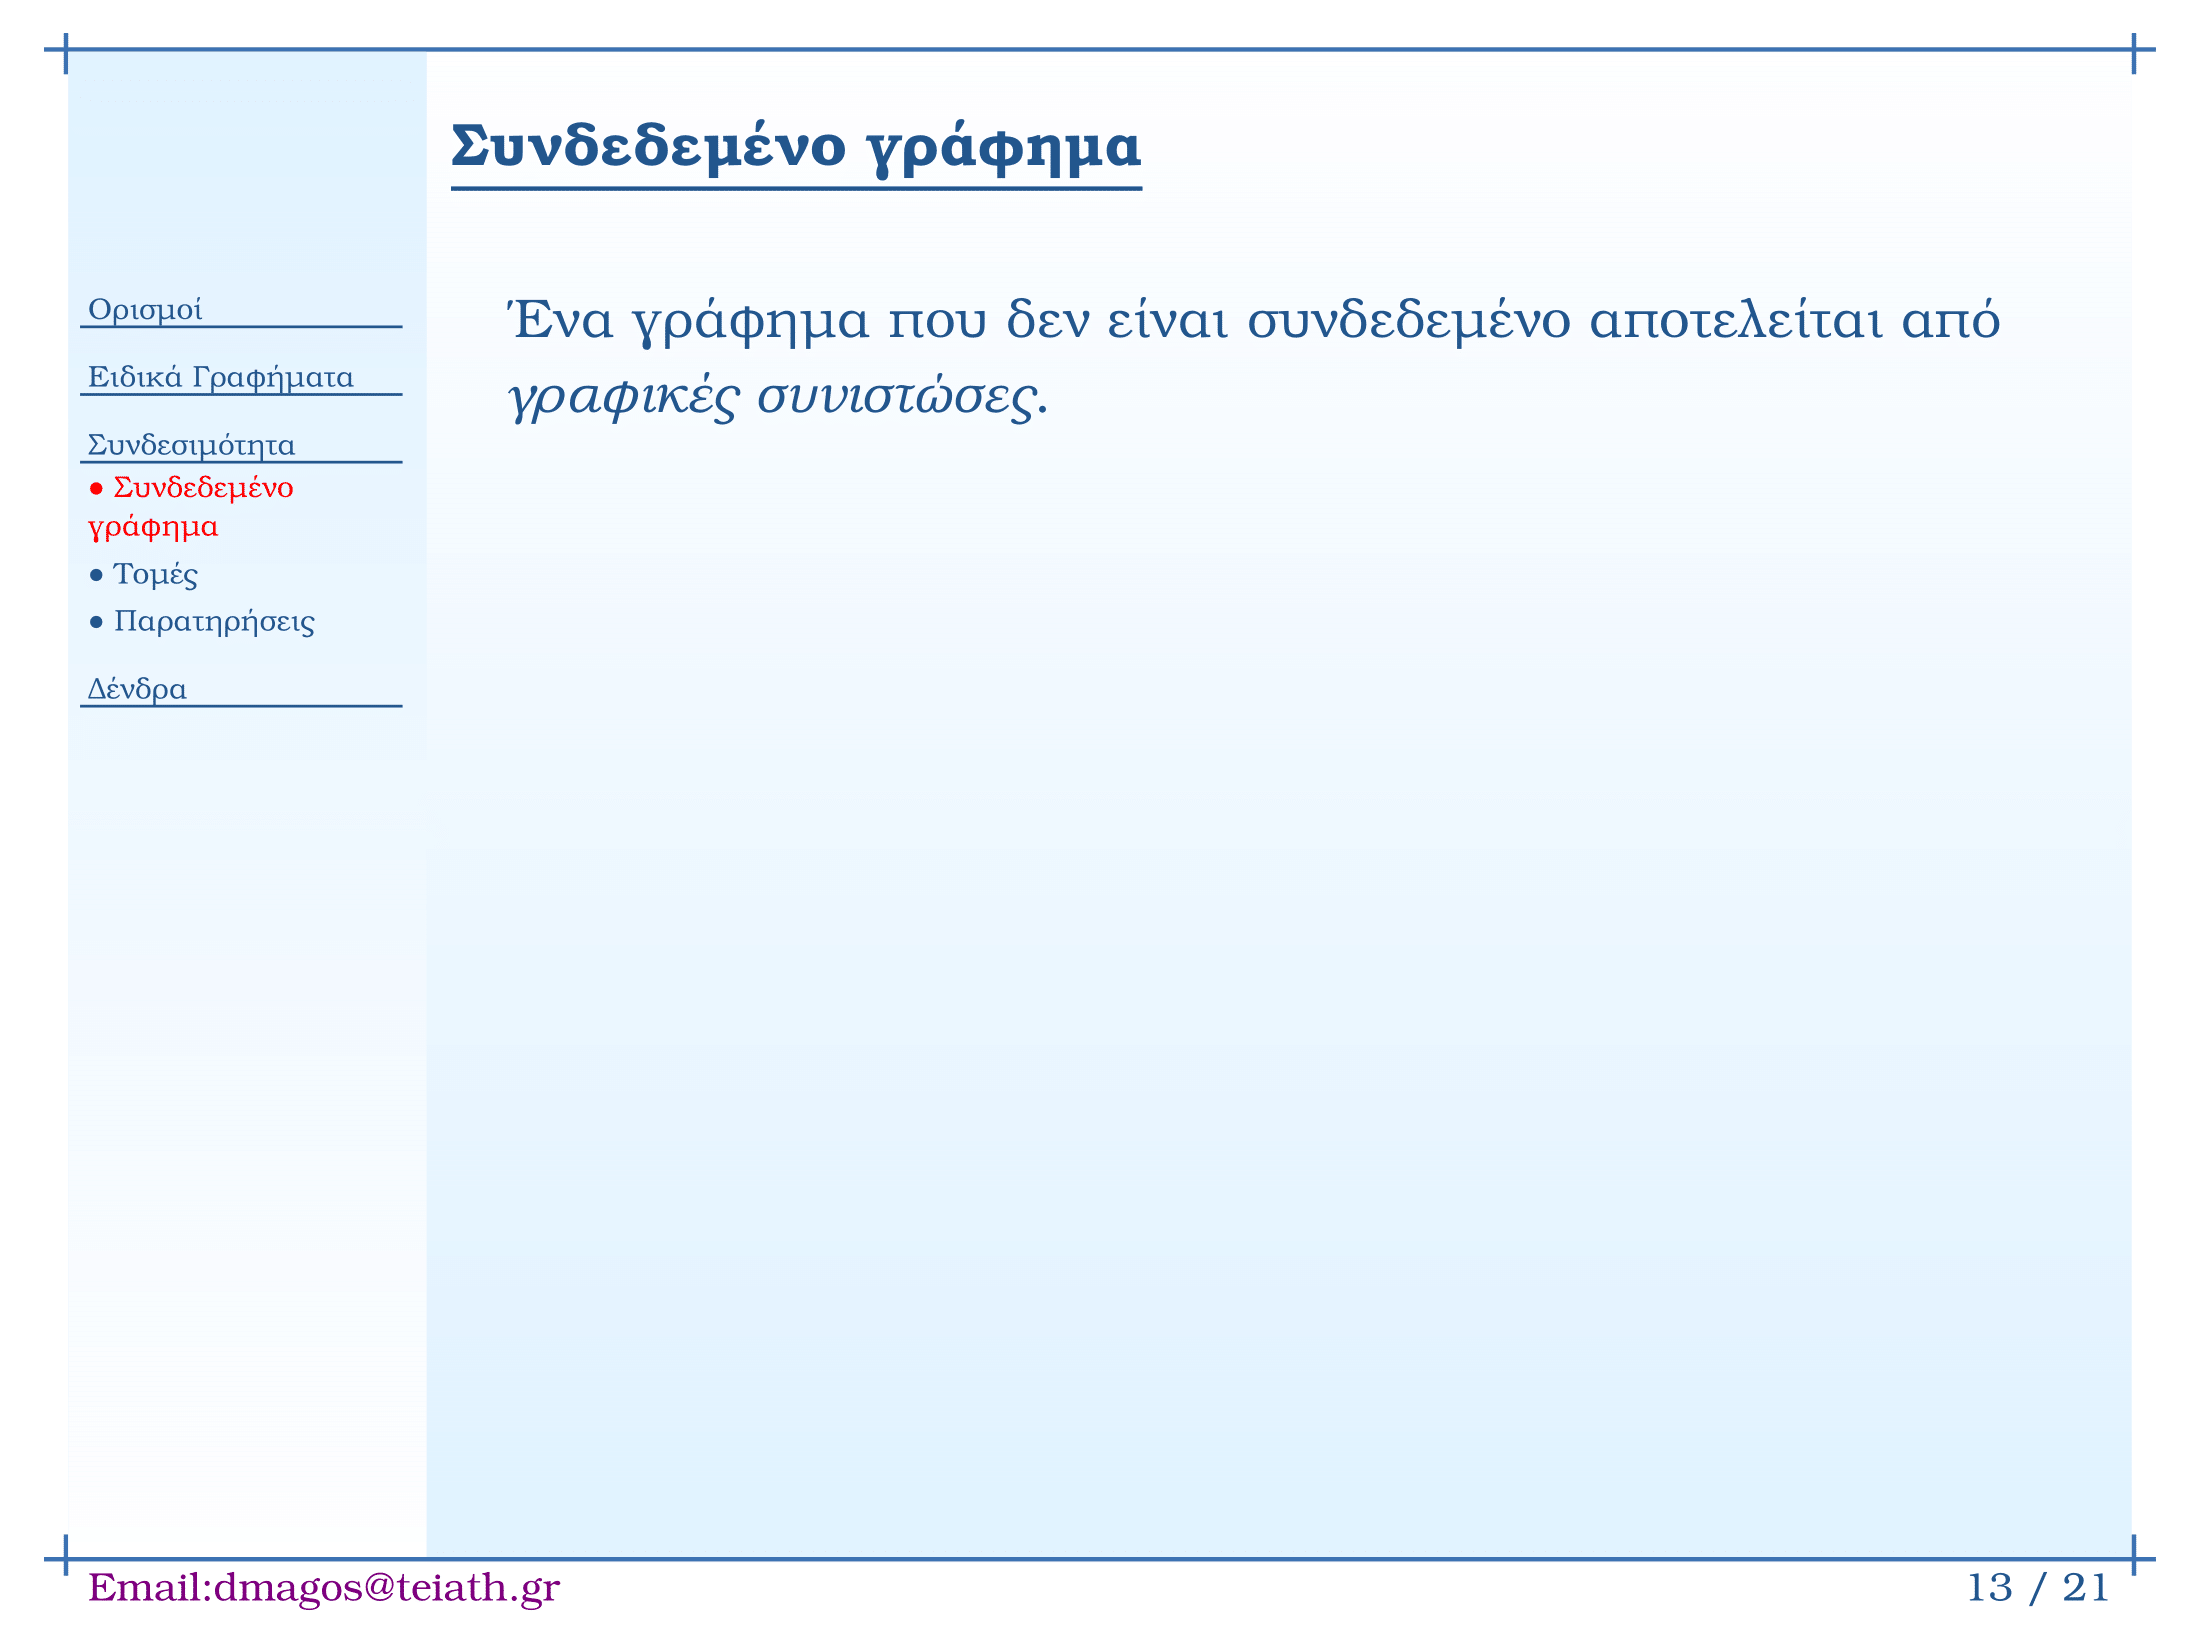 Συνδεδεμένο γράφημα
Ορισμοί
Ειδικά Γραφήματα
Συνδεσιμότητα
● Συνδεδεμένο
γράφημα
● Τομές
● Παρατηρήσεις
Δένδρα
Ένα γράφημα που δεν είναι συνδεδεμένο αποτελείται από
γραφικές συνιστώσες.
Email:dmagos@teiath.gr
13 / 21